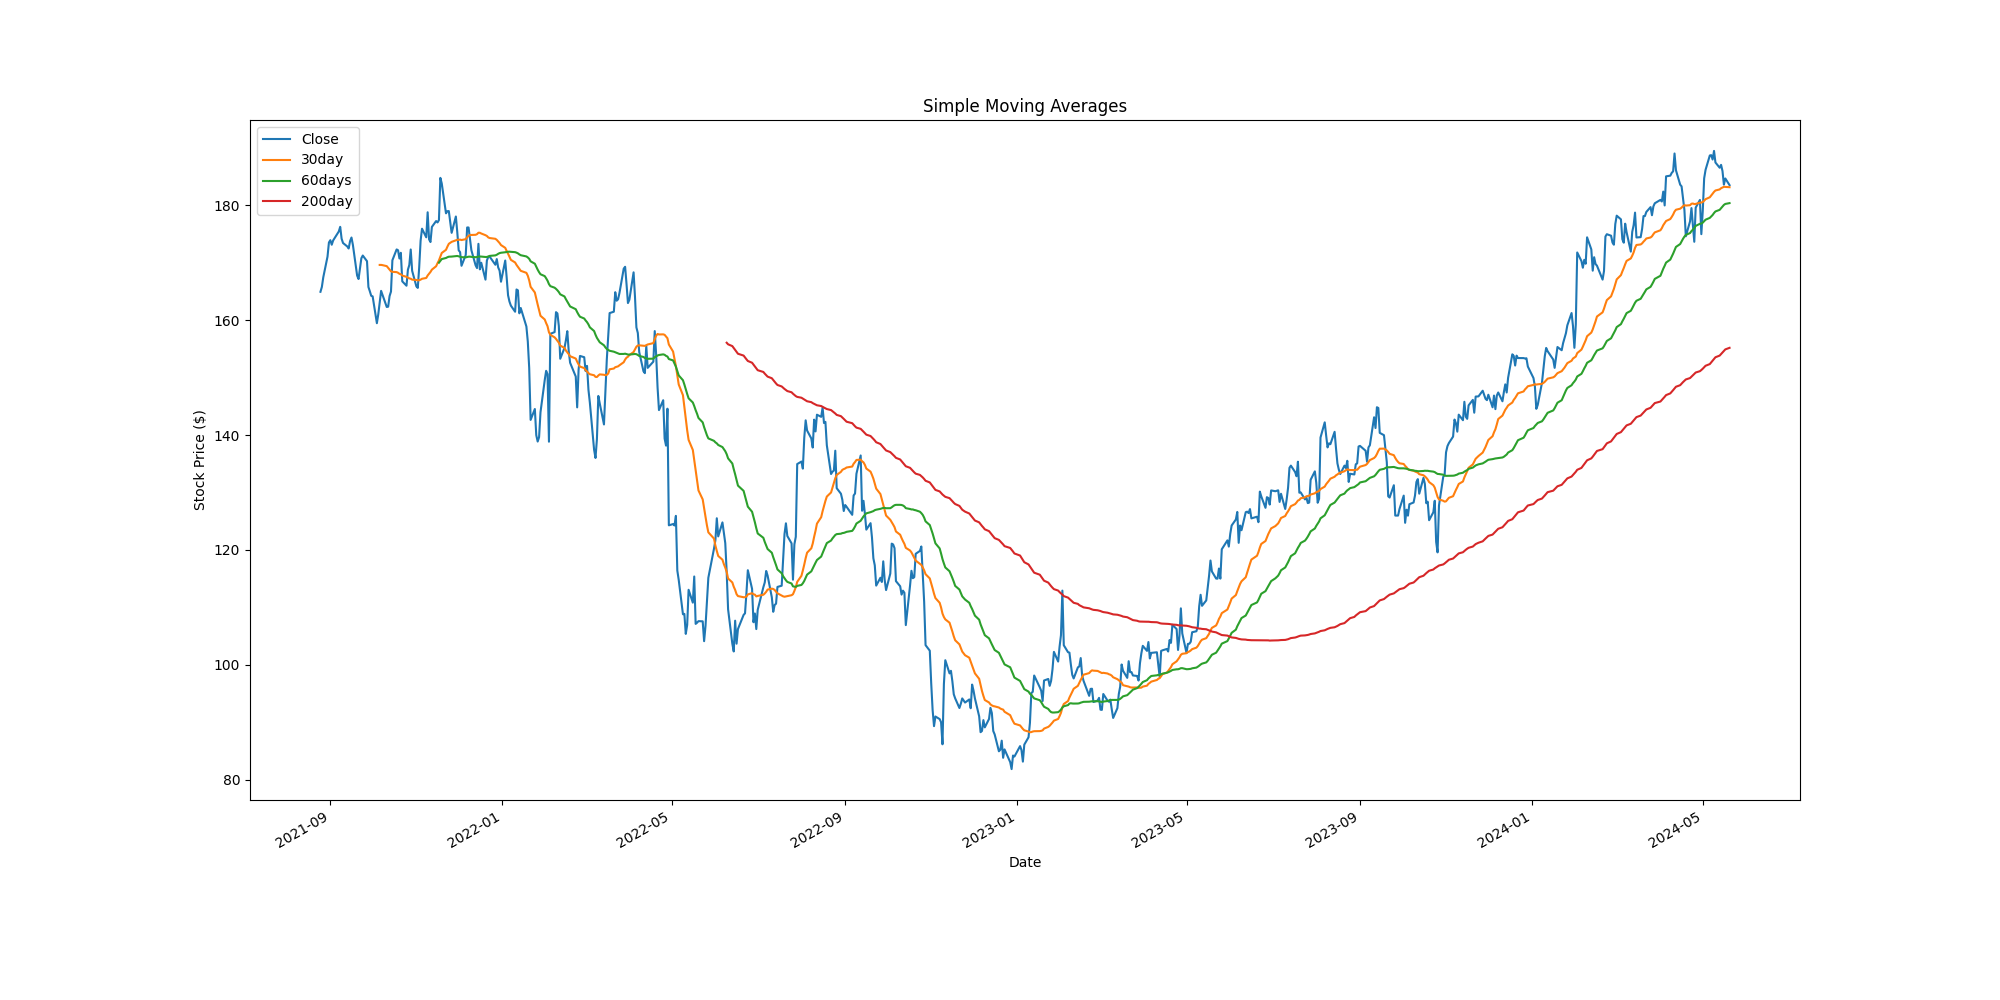 Simple Moving Averages
Close
30day
60days
200day
Stock Price ($)
180
160
140
120
100
80
2021-09
2022-01
2022-05
2022-09
2023-01
2023-05
2023-09
2024-01
2024-05
Date